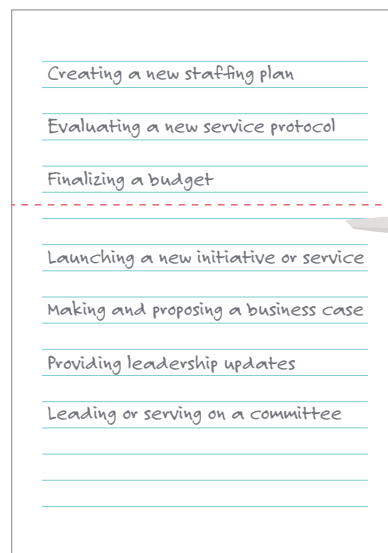 Creating a new staffing plan
Evaluating a new service protocol
Finalizing a budget
Launching a new initiative or service
Making and proposing a business case
Providing leadership updates
Leading or serving on a committee